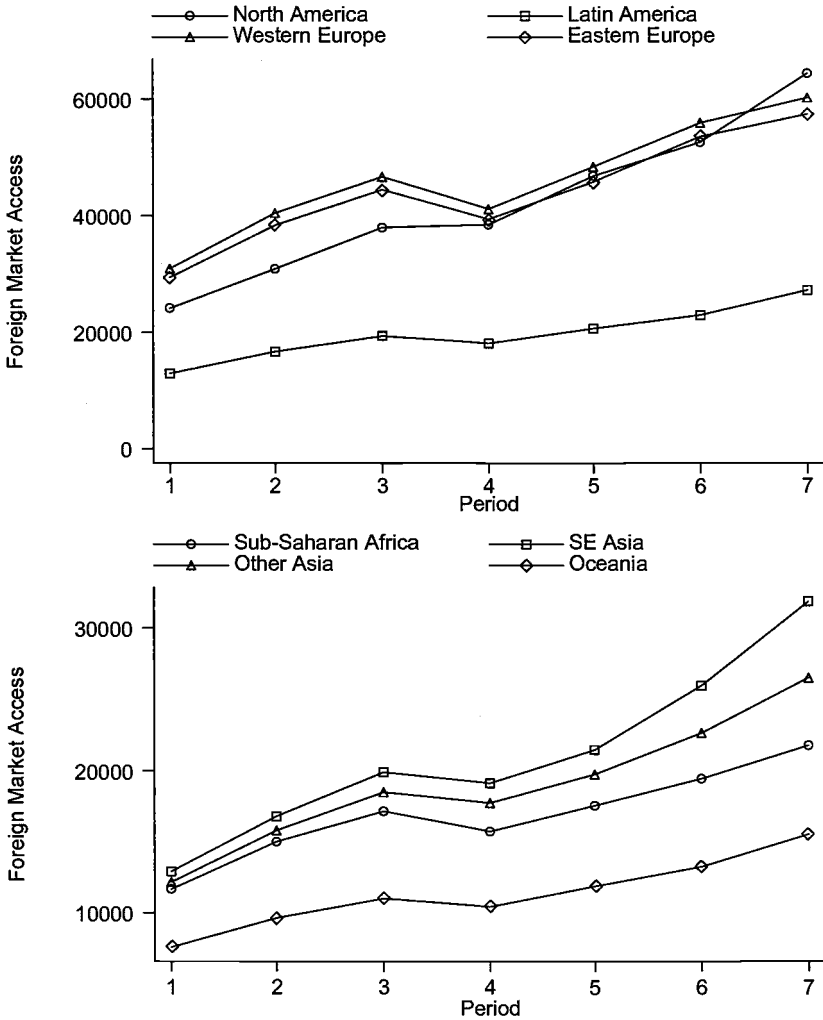 North America Latin America
Western Europe Eastem Europe
Foreign Market Access
60000
40000
20000
0
1 2 3 4 5 6 7
Period
Sub-Saharan Africa SE Asia
Other Asia Oceania
Foreign Market Access
30000
20000
10000
1 2 3 4 5 6 7
Period